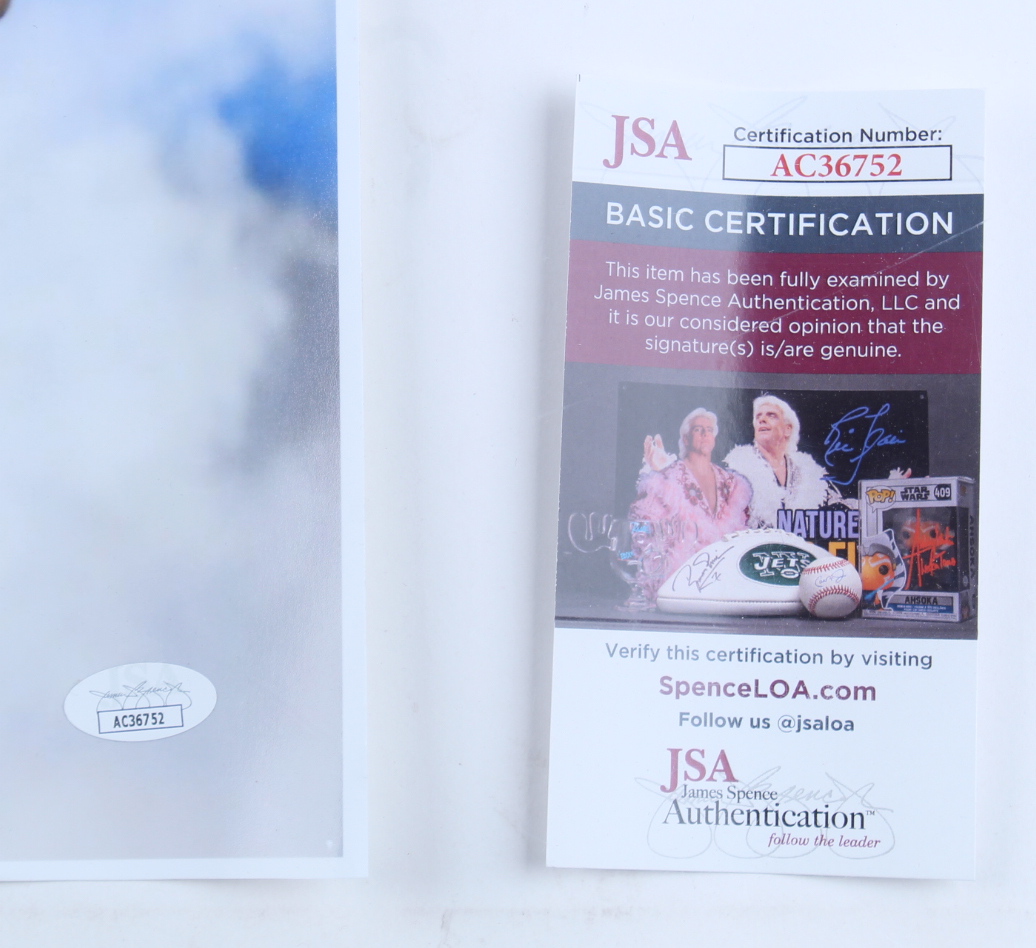 JSA
Certification Number:
AC36752
BASIC CERTIFICATION
This item has been fully examined by
James Spence Authentication, LLC and
it is our considered opinion that the
signature(s) is/are genuine.
NATURE
JETS
POP!
STAR
WARS
409
AHSOKA
Verify this certification by visiting
SpenceLOA.com
Follow us @jsaloa
JSA
James Spence
Authentication™
follow the leader
AC36752